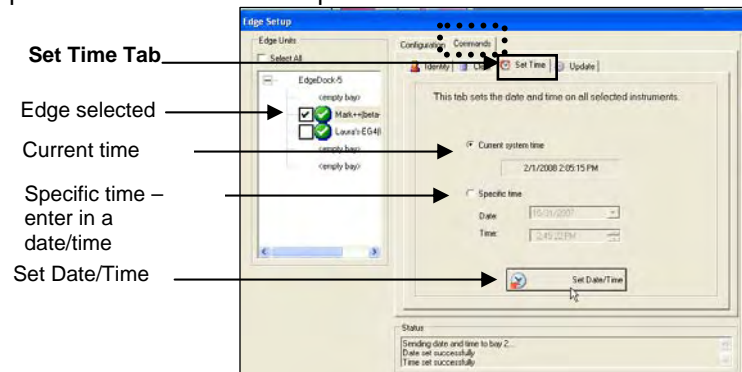 Edge Setup
Set Time Tab
Edge selected
Current time
Specific time –
enter in a
date/time
Set Date/Time
Edge Units
Select All
EdgeDock-5
<empty bay>
Mark++|beta-
Laura's-EG4|
<empty bay>
<empty bay>
Configuration Commands
Identity
Set Time
Update
This tab sets the date and time on all selected instruments.
Current system time
2/1/2008 2:05:15 PM
Specific time
Date:
10/31/2007
Time:
2:45:22 PM
Set Date/Time
Status
Sending date and time to bay 2...
Date set successfully
Time set successfully